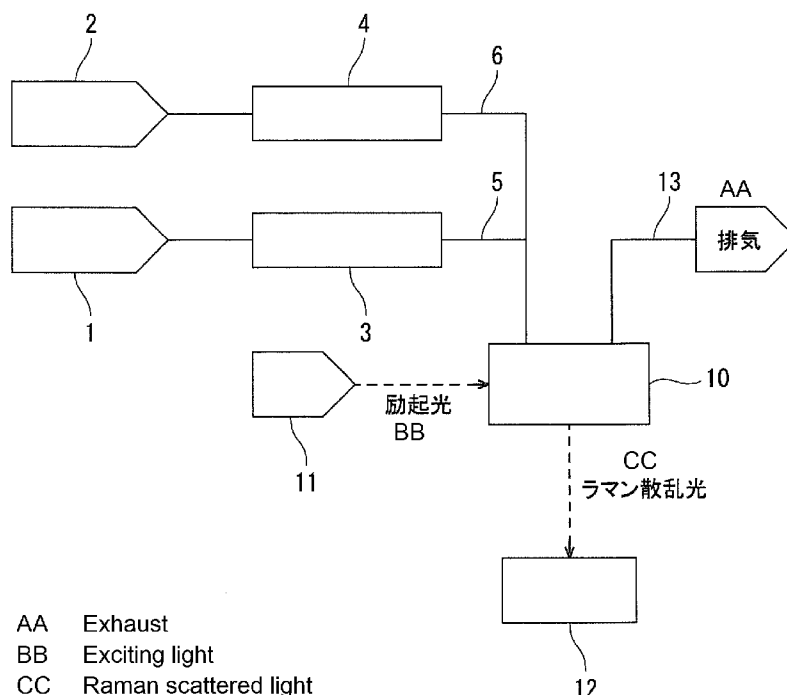 2
4
6
5
13
AA
排気
1
3
励起光
BB
10
11
CC
ラマン散乱光
12
AA Exhaust
BB Exciting light
CC Raman scattered light